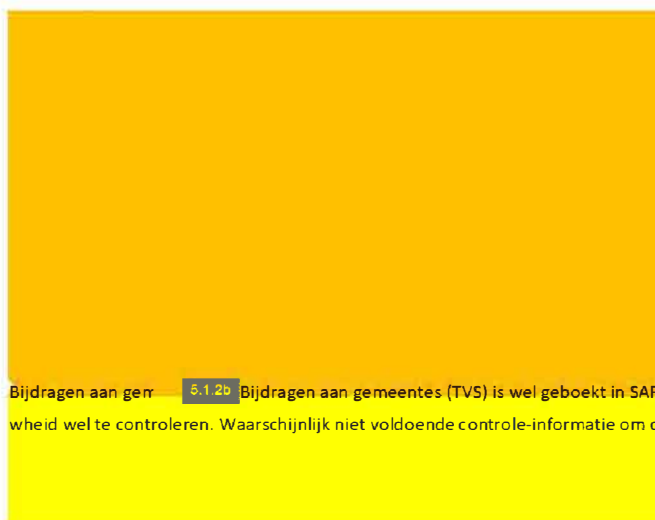 Bijdragen aan gem 5.1.2b Bijdragen aan gemeentes (TVS) is wel geboekt in SAP
wheid wel te controleren. Waarschijnlijk niet voldoende controle-informatie om